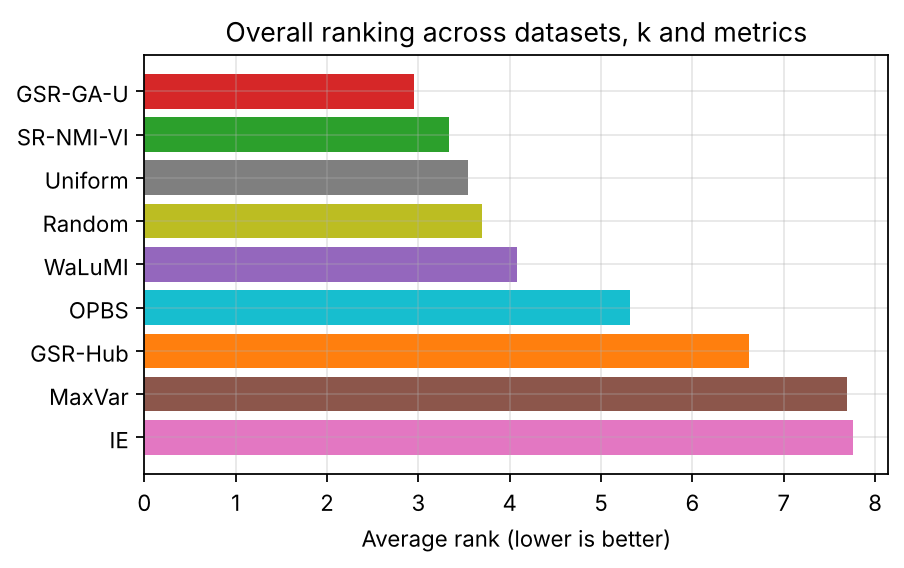 Overall ranking across datasets, k and metrics
GSR-GA-U
SR-NMI-VI
Uniform
Random
WaLuMI
OPBS
GSR-Hub
MaxVar
IE
0 1 2 3 4 5 6 7 8
Average rank (lower is better)